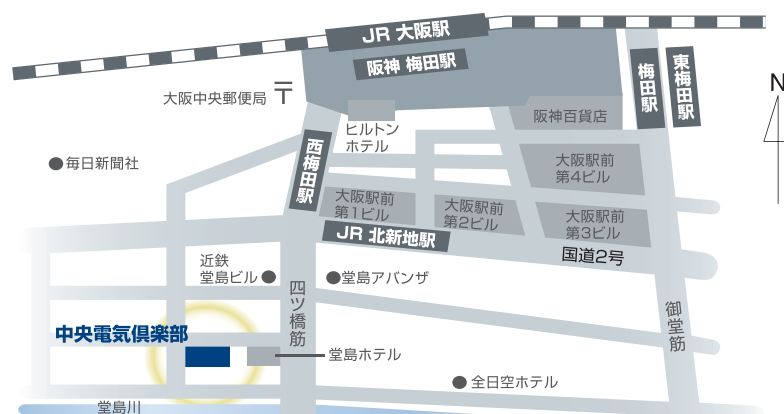 JR 大阪駅
阪神 梅田駅
大阪中央郵便局 〒
梅田駅
東梅田駅
N
ヒルトン
ホテル
阪神百貨店
西梅田駅
毎日新聞社
大阪駅前
第4ビル
大阪駅前
第1ビル
大阪駅前
第2ビル
大阪駅前
第3ビル
JR 北新地駅
国道2号
近鉄
堂島ビル
堂島アバンザ
四ツ橋筋
御堂筋
中央電気倶楽部
堂島ホテル
全日空ホテル
堂島川